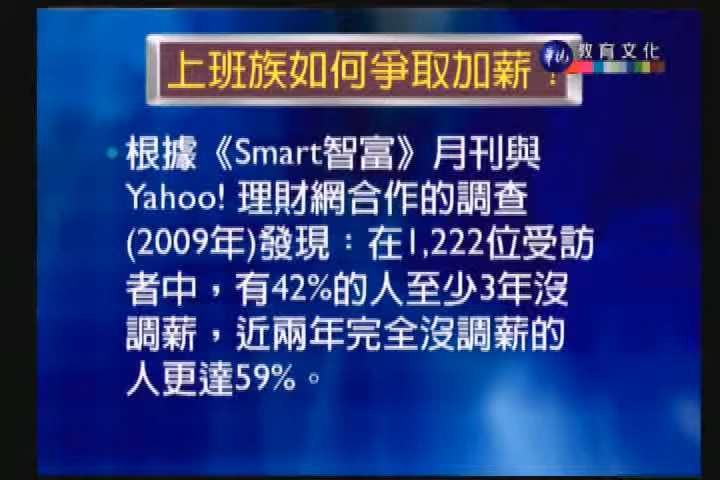 上班族如何爭取加薪？
華視 教育文化
•根據《Smart智富》月刊與
Yahoo! 理財網合作的調查
(2009年)發現：在1,222位受訪
者中，有42%的人至少3年沒
調薪，近兩年完全沒調薪的
人更達59%。